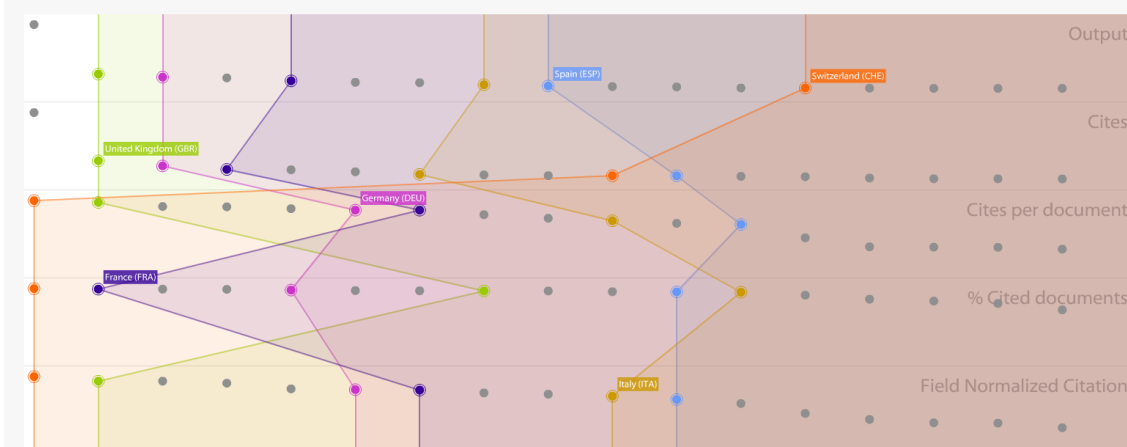 Output
Spain (ESP)
Switzerland (CHE)
Cites
United Kingdom (GBR)
Germany (DEU)
Cites per document
France (FRA)
% Cited documents
Italy (ITA)
Field Normalized Citation